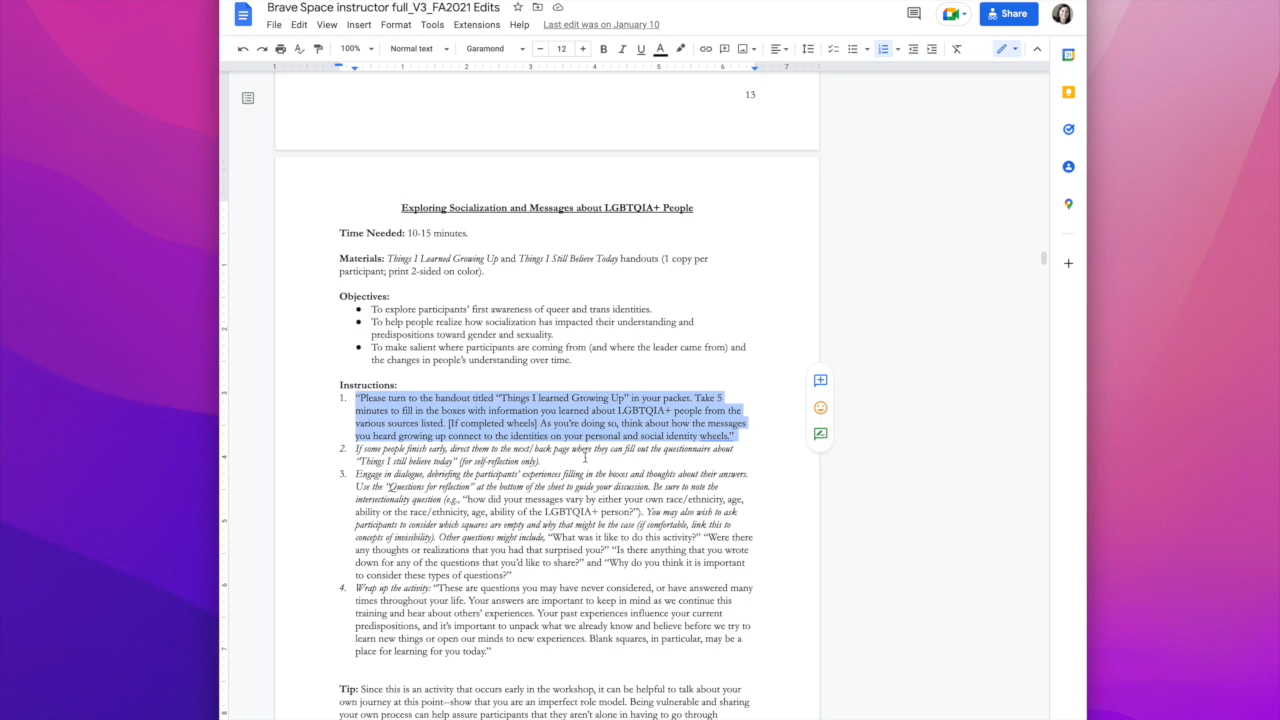 Brave Space instructor full_V3_FA2021 Edits
File Edit View Insert Format Tools Extensions Help Last edit was on January 10
Share
100% Normal text Garamond 12
1 1 2 3 4 5 6 7
13
Exploring Socialization and Messages about LGBTQIA+ People
Time Needed: 10-15 minutes.
Materials: Things I Learned Growing Up and Things I Still Believe Today handouts (1 copy per
participant; print 2-sided on color).
Objectives:
● To explore participants’ first awareness of queer and trans identities.
● To help people realize how socialization has impacted their understanding and
predispositions toward gender and sexuality.
● To make salient where participants are coming from (and where the leader came from) and
the changes in people’s understanding over time.
Instructions:
1. “Please turn to the handout titled “Things I learned Growing Up” in your packet. Take 5
minutes to fill in the boxes with information you learned about LGBTQIA+ people from the
various sources listed. [If completed wheels] As you’re doing so, think about how the messages
you heard growing up connect to the identities on your personal and social identity wheels.”
2. If some people finish early, direct them to the next/back page where they can fill out the questionnaire about
“Things I still believe today” (for self-reflection only).
3. Engage in dialogue, debriefing the participants’ experiences filling in the boxes and thoughts about their answers.
Use the “Questions for reflection” at the bottom of the sheet to guide your discussion. Be sure to note the
intersectionality question (e.g., “how did your messages vary by either your own race/ethnicity, age,
ability or the race/ethnicity, age, ability of the LGBTQIA+ person?”). You may also wish to ask
participants to consider which squares are empty and why that might be the case (if comfortable, link this to
concepts of invisibility). Other questions might include, “What was it like to do this activity?” “Were there
any thoughts or realizations that you had that surprised you?” “Is there anything that you wrote
down for any of the questions that you’d like to share?” and “Why do you think it is important
to consider these types of questions?”
4. Wrap up the activity: “These are questions you may have never considered, or have answered many
times throughout your life. Your answers are important to keep in mind as we continue this
training and hear about others’ experiences. Your past experiences influence your current
predispositions, and it’s important to unpack what we already know and believe before we try to
learn new things or open our minds to new experiences. Blank squares, in particular, may be a
place for learning for you today.”
Tip: Since this is an activity that occurs early in the workshop, it can be helpful to talk about your
own journey at this point--show that you are an imperfect role model. Being vulnerable and sharing
your own process can help assure participants that they aren’t alone in having to go through